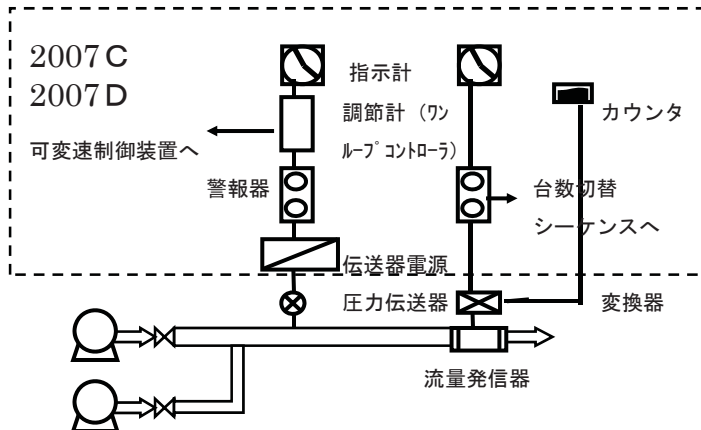 2007C
2007D
指示計
調節計（ワン
ﾙｰﾌﾟｺﾝﾄﾛｰﾗ）
カウンタ
可変速制御装置へ
警報器
台数切替
シーケンスへ
伝送器電源
圧力伝送器
変換器
流量発信器